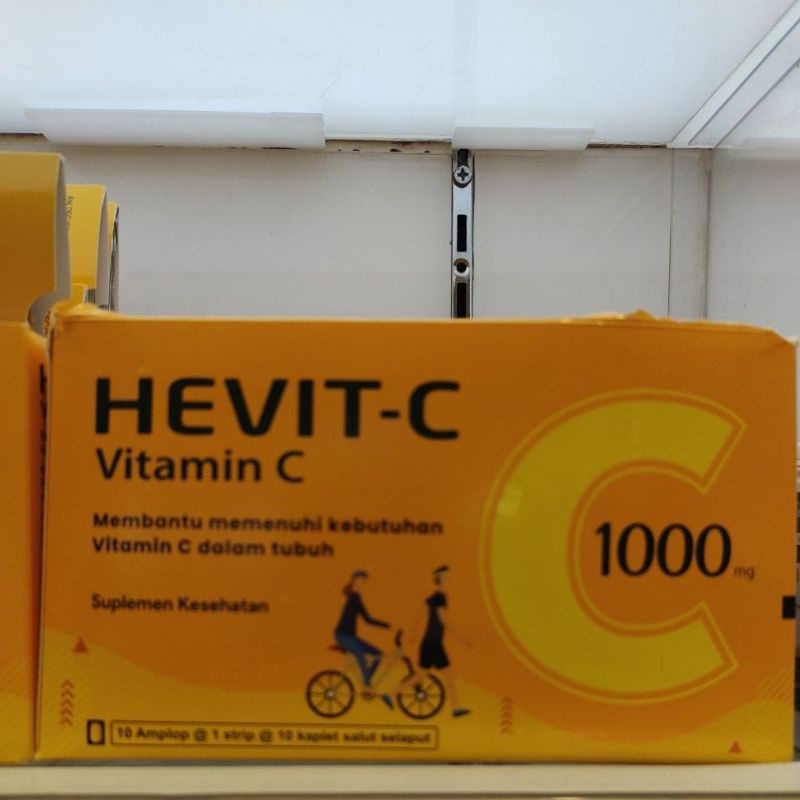 HEVIT-C
Vitamin C
Membantu memenuhi kebutuhan
Vitamin C dalam tubuh
Suplemen Kesehatan
C
1000 mg
10 Amplop @ 1 strip @ 10 kaplet salut selaput